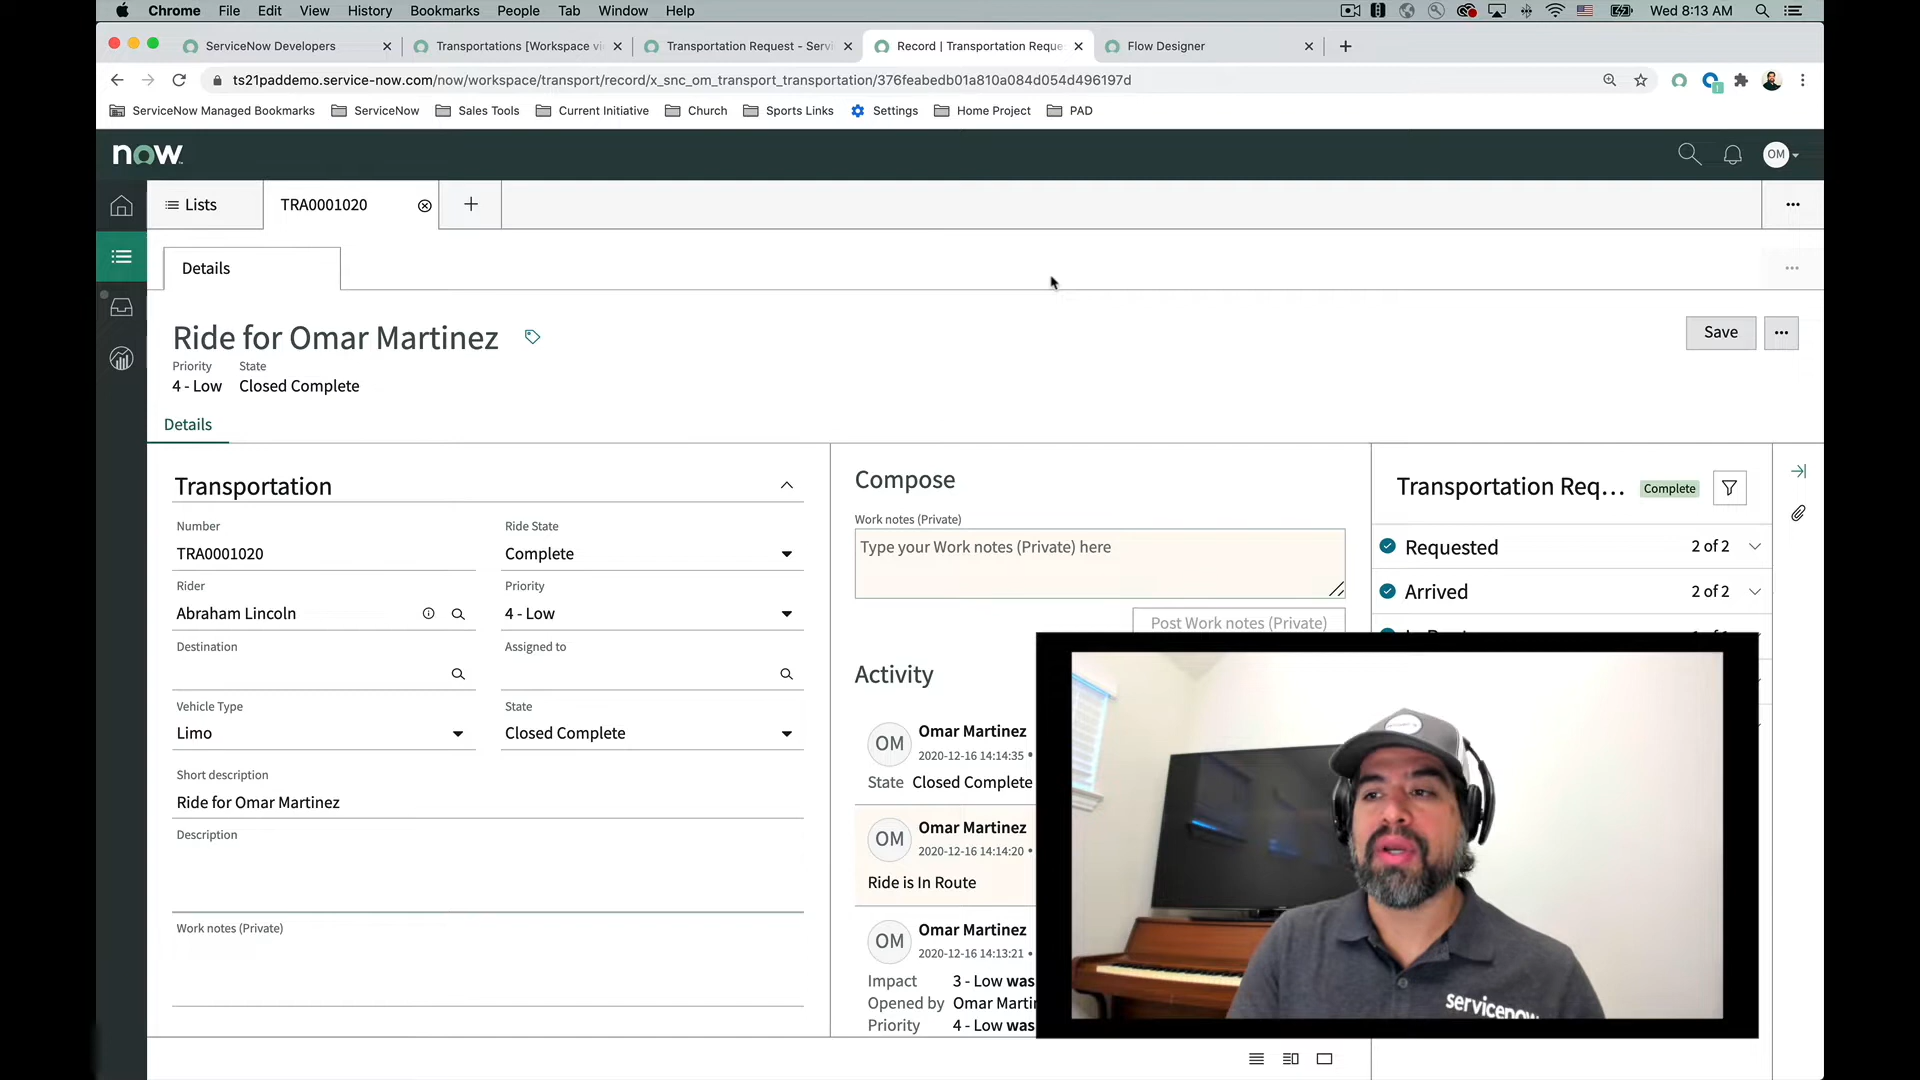 Chrome File Edit View History Bookmarks People Tab Window Help Wed 8:13 AM
ServiceNow Developers
Transportations [Workspace vi
Transportation Request - Servi
Record | Transportation Reque
Flow Designer
ts21paddemo.service-now.com/now/workspace/transport/record/x_snc_om_transport_transportation/376feabedb01a810a084d054d496197d
ServiceNow Managed Bookmarks ServiceNow Sales Tools Current Initiative Church Sports Links Settings Home Project PAD
now
OM
Lists
TRA0001020
Details
Ride for Omar Martinez
Save
Priority State
4 - Low Closed Complete
Details
Transportation
Number
TRA0001020
Ride State
Complete
Rider
Abraham Lincoln
Priority
4 - Low
Destination
Assigned to
Vehicle Type
Limo
State
Closed Complete
Short description
Ride for Omar Martinez
Description
Work notes (Private)
Compose
Work notes (Private)
Type your Work notes (Private) here
Post Work notes (Private)
Activity
OM
Omar Martinez
2020-12-16 14:14:35 •
State Closed Complete
OM
Omar Martinez
2020-12-16 14:14:20 •
Ride is In Route
OM
Omar Martinez
2020-12-16 14:13:21 •
Impact 3 - Low was
Opened by Omar Martin
Priority 4 - Low was
Transportation Req... Complete
Requested 2 of 2
Arrived 2 of 2
servicenow